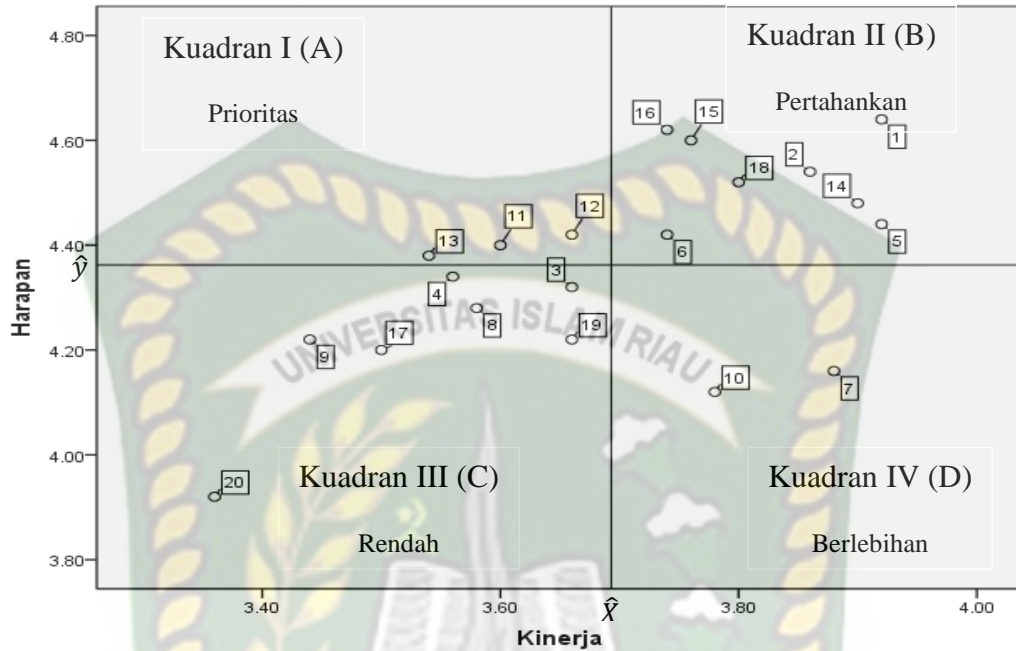 4.80
4.60
4.40
ŷ
4.20
4.00
3.80
Harapan
Kuadran I (A)
Prioritas
Kuadran II (B)
Pertahankan
16
15
1
2
18
14
5
6
12
11
13
3
4
8
19
17
9
10
7
UNIVERSITAS ISLAM RIAU
20
Kuadran III (C)
Rendah
Kuadran IV (D)
Berlebihan
3.40
3.60
X̂
3.80
4.00
Kinerja